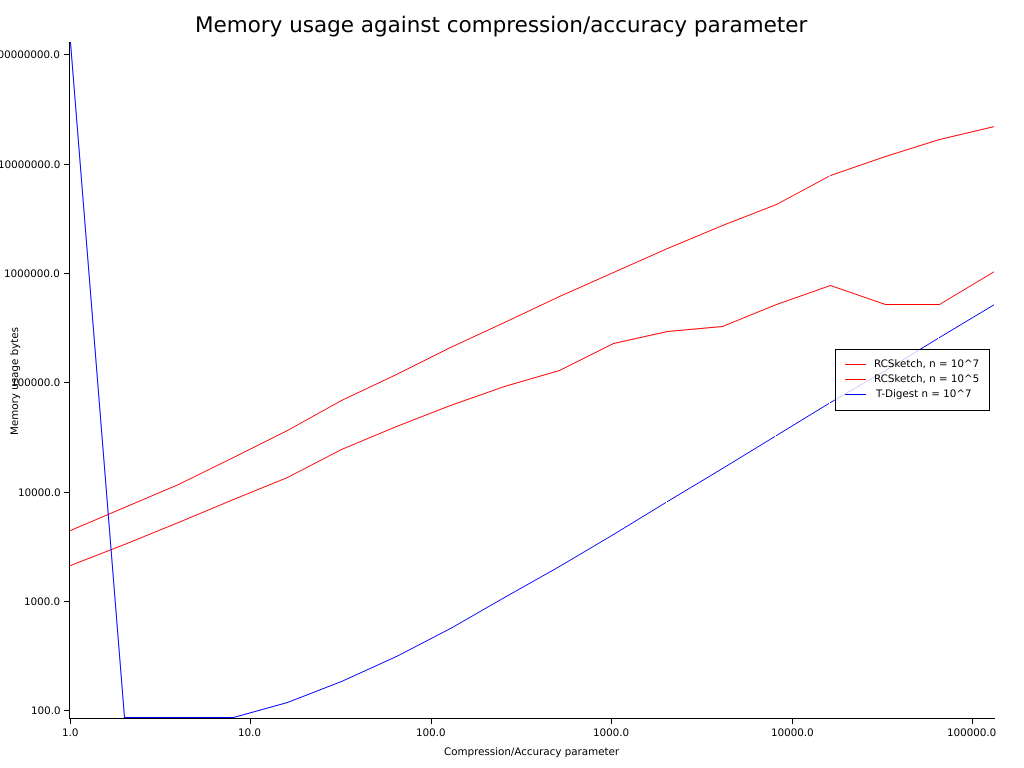 Memory usage against compression/accuracy parameter
00000000.0
10000000.0
1000000.0
100000.0
10000.0
1000.0
100.0
Memory usage bytes
RCSketch, n = 10^7
RCSketch, n = 10^5
T-Digest n = 10^7
1.0 10.0 100.0 1000.0 10000.0 100000.0
Compression/Accuracy parameter